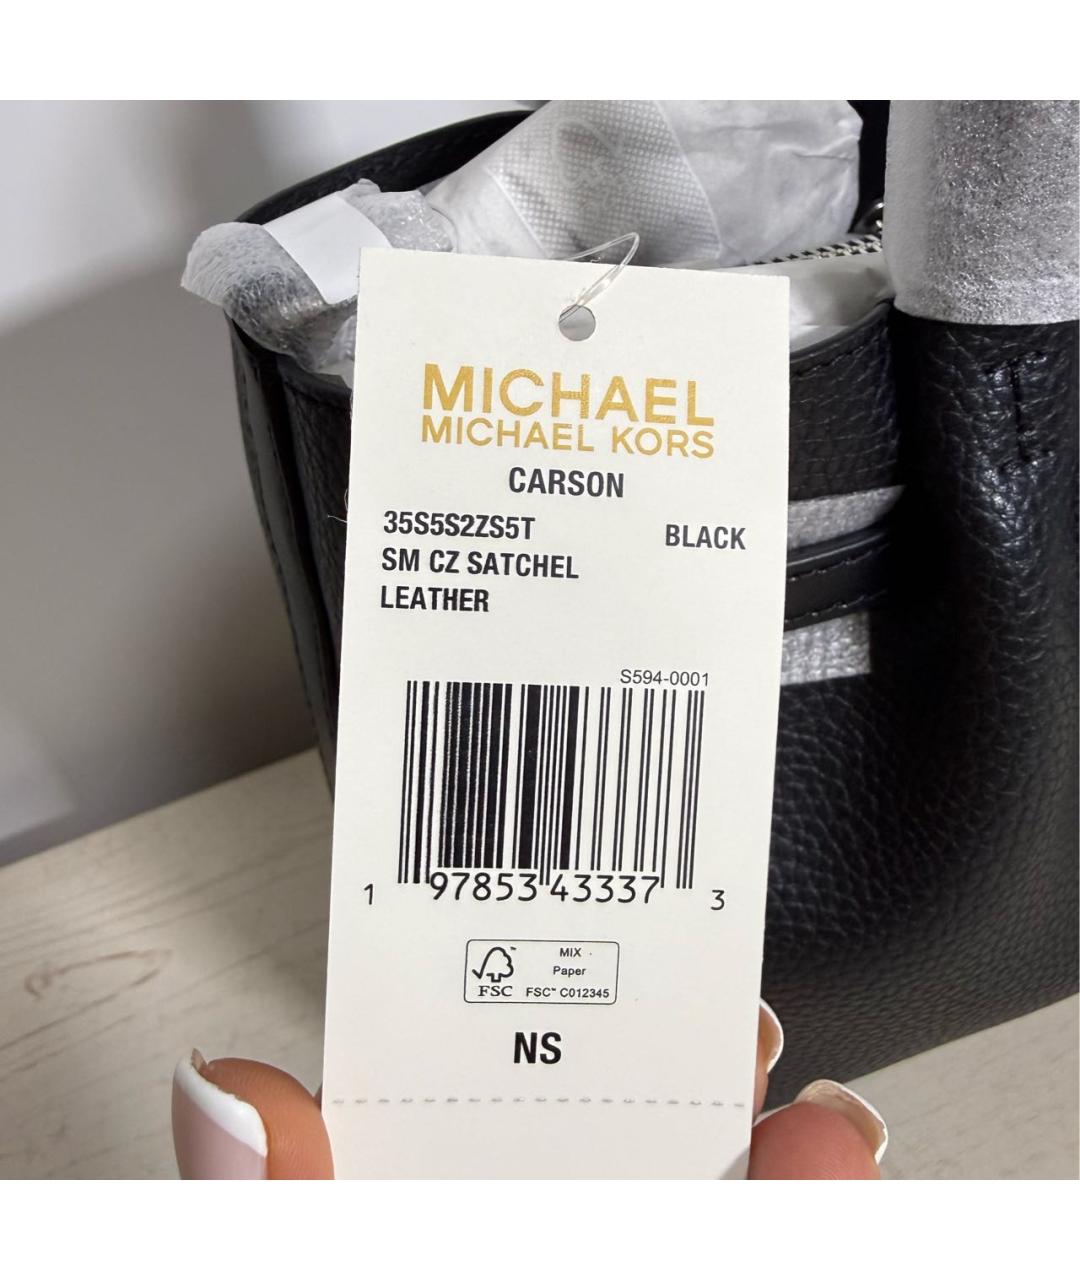 MICHAEL
MICHAEL KORS
CARSON
35S5S2ZS5T BLACK
SM CZ SATCHEL
LEATHER
S594-0001
1 97853 43337 3
FSC
MIX
Paper
FSC™ C012345
NS